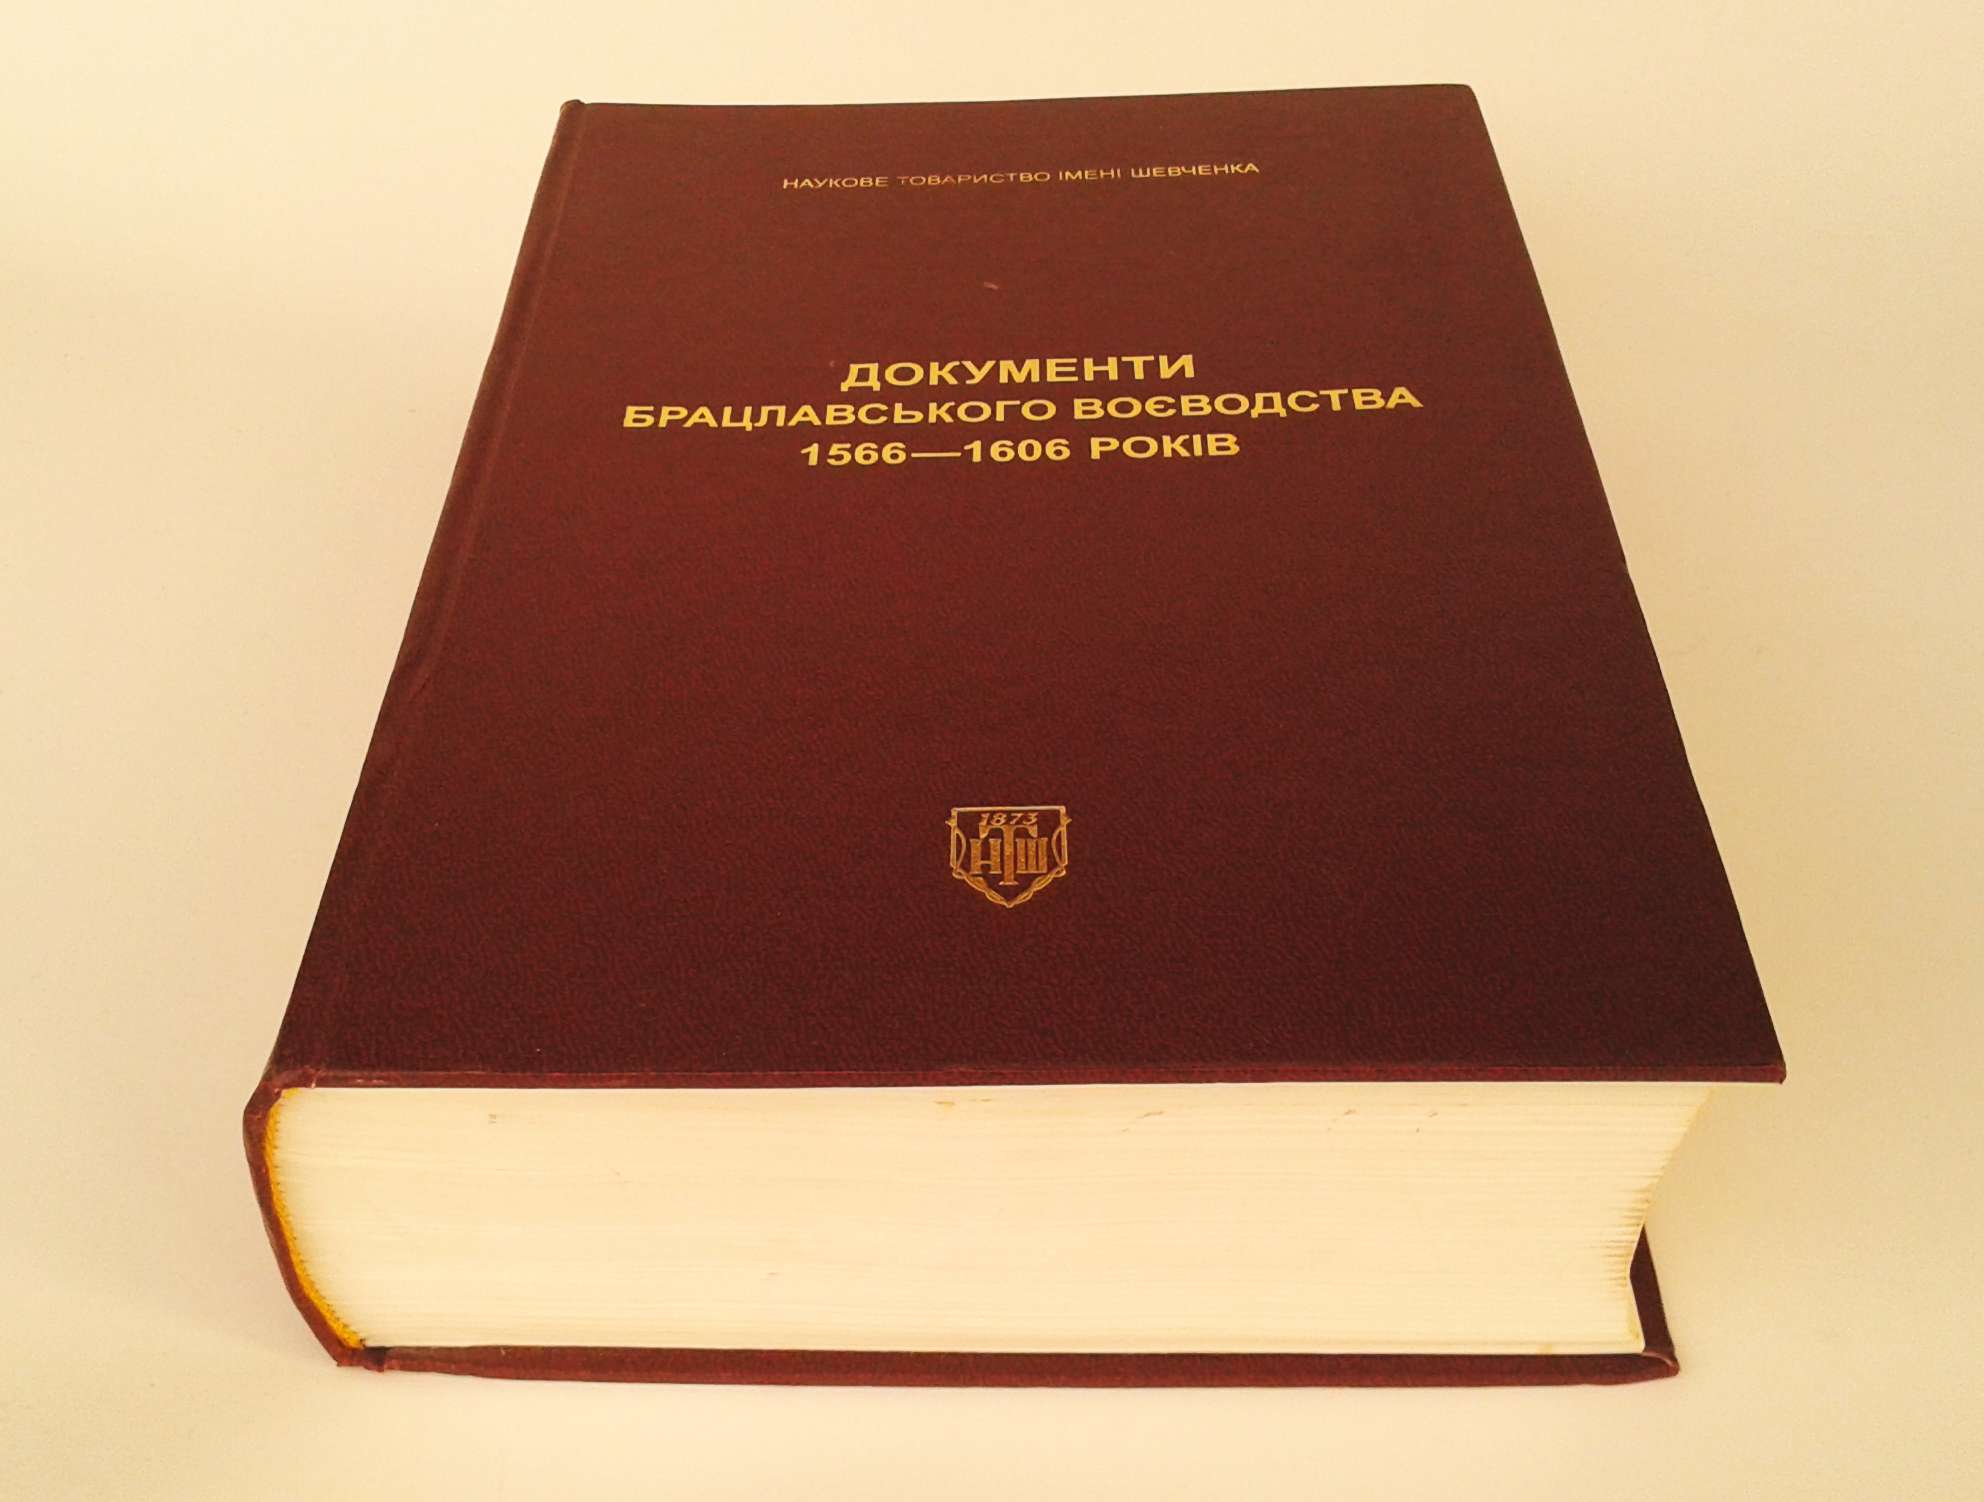 НАУКОВЕ ТОВАРИСТВО ІМЕНІ ШЕВЧЕНКА
ДОКУМЕНТИ
БРАЦЛАВСЬКОГО ВОЄВОДСТВА
1566—1606 РОКІВ
1873
НТШ